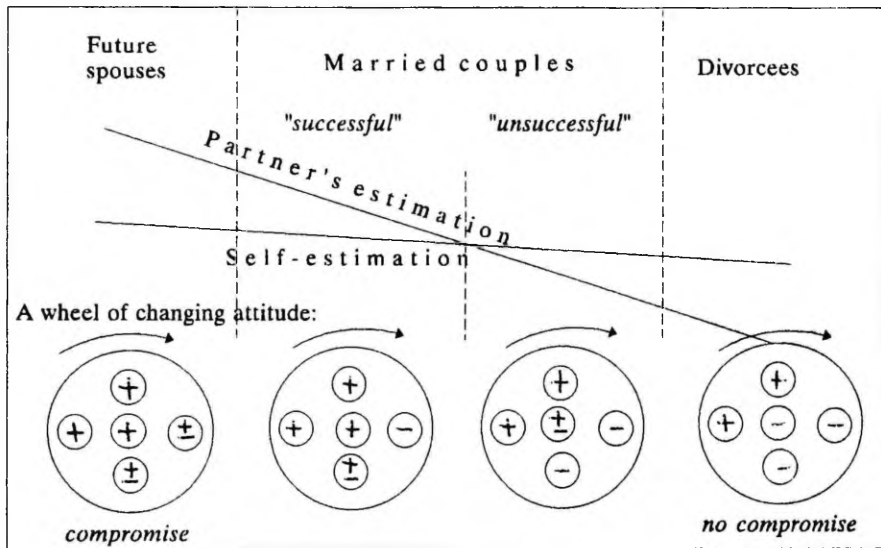 Future
spouses
Married couples
Divorcees
"successful"
"unsuccessful"
Partner's estimation
Self-estimation
A wheel of changing attitude:
+
+ + ±
±
+
+ + -
±
+
+ ± -
-
+
+ - -
-
compromise
no compromise